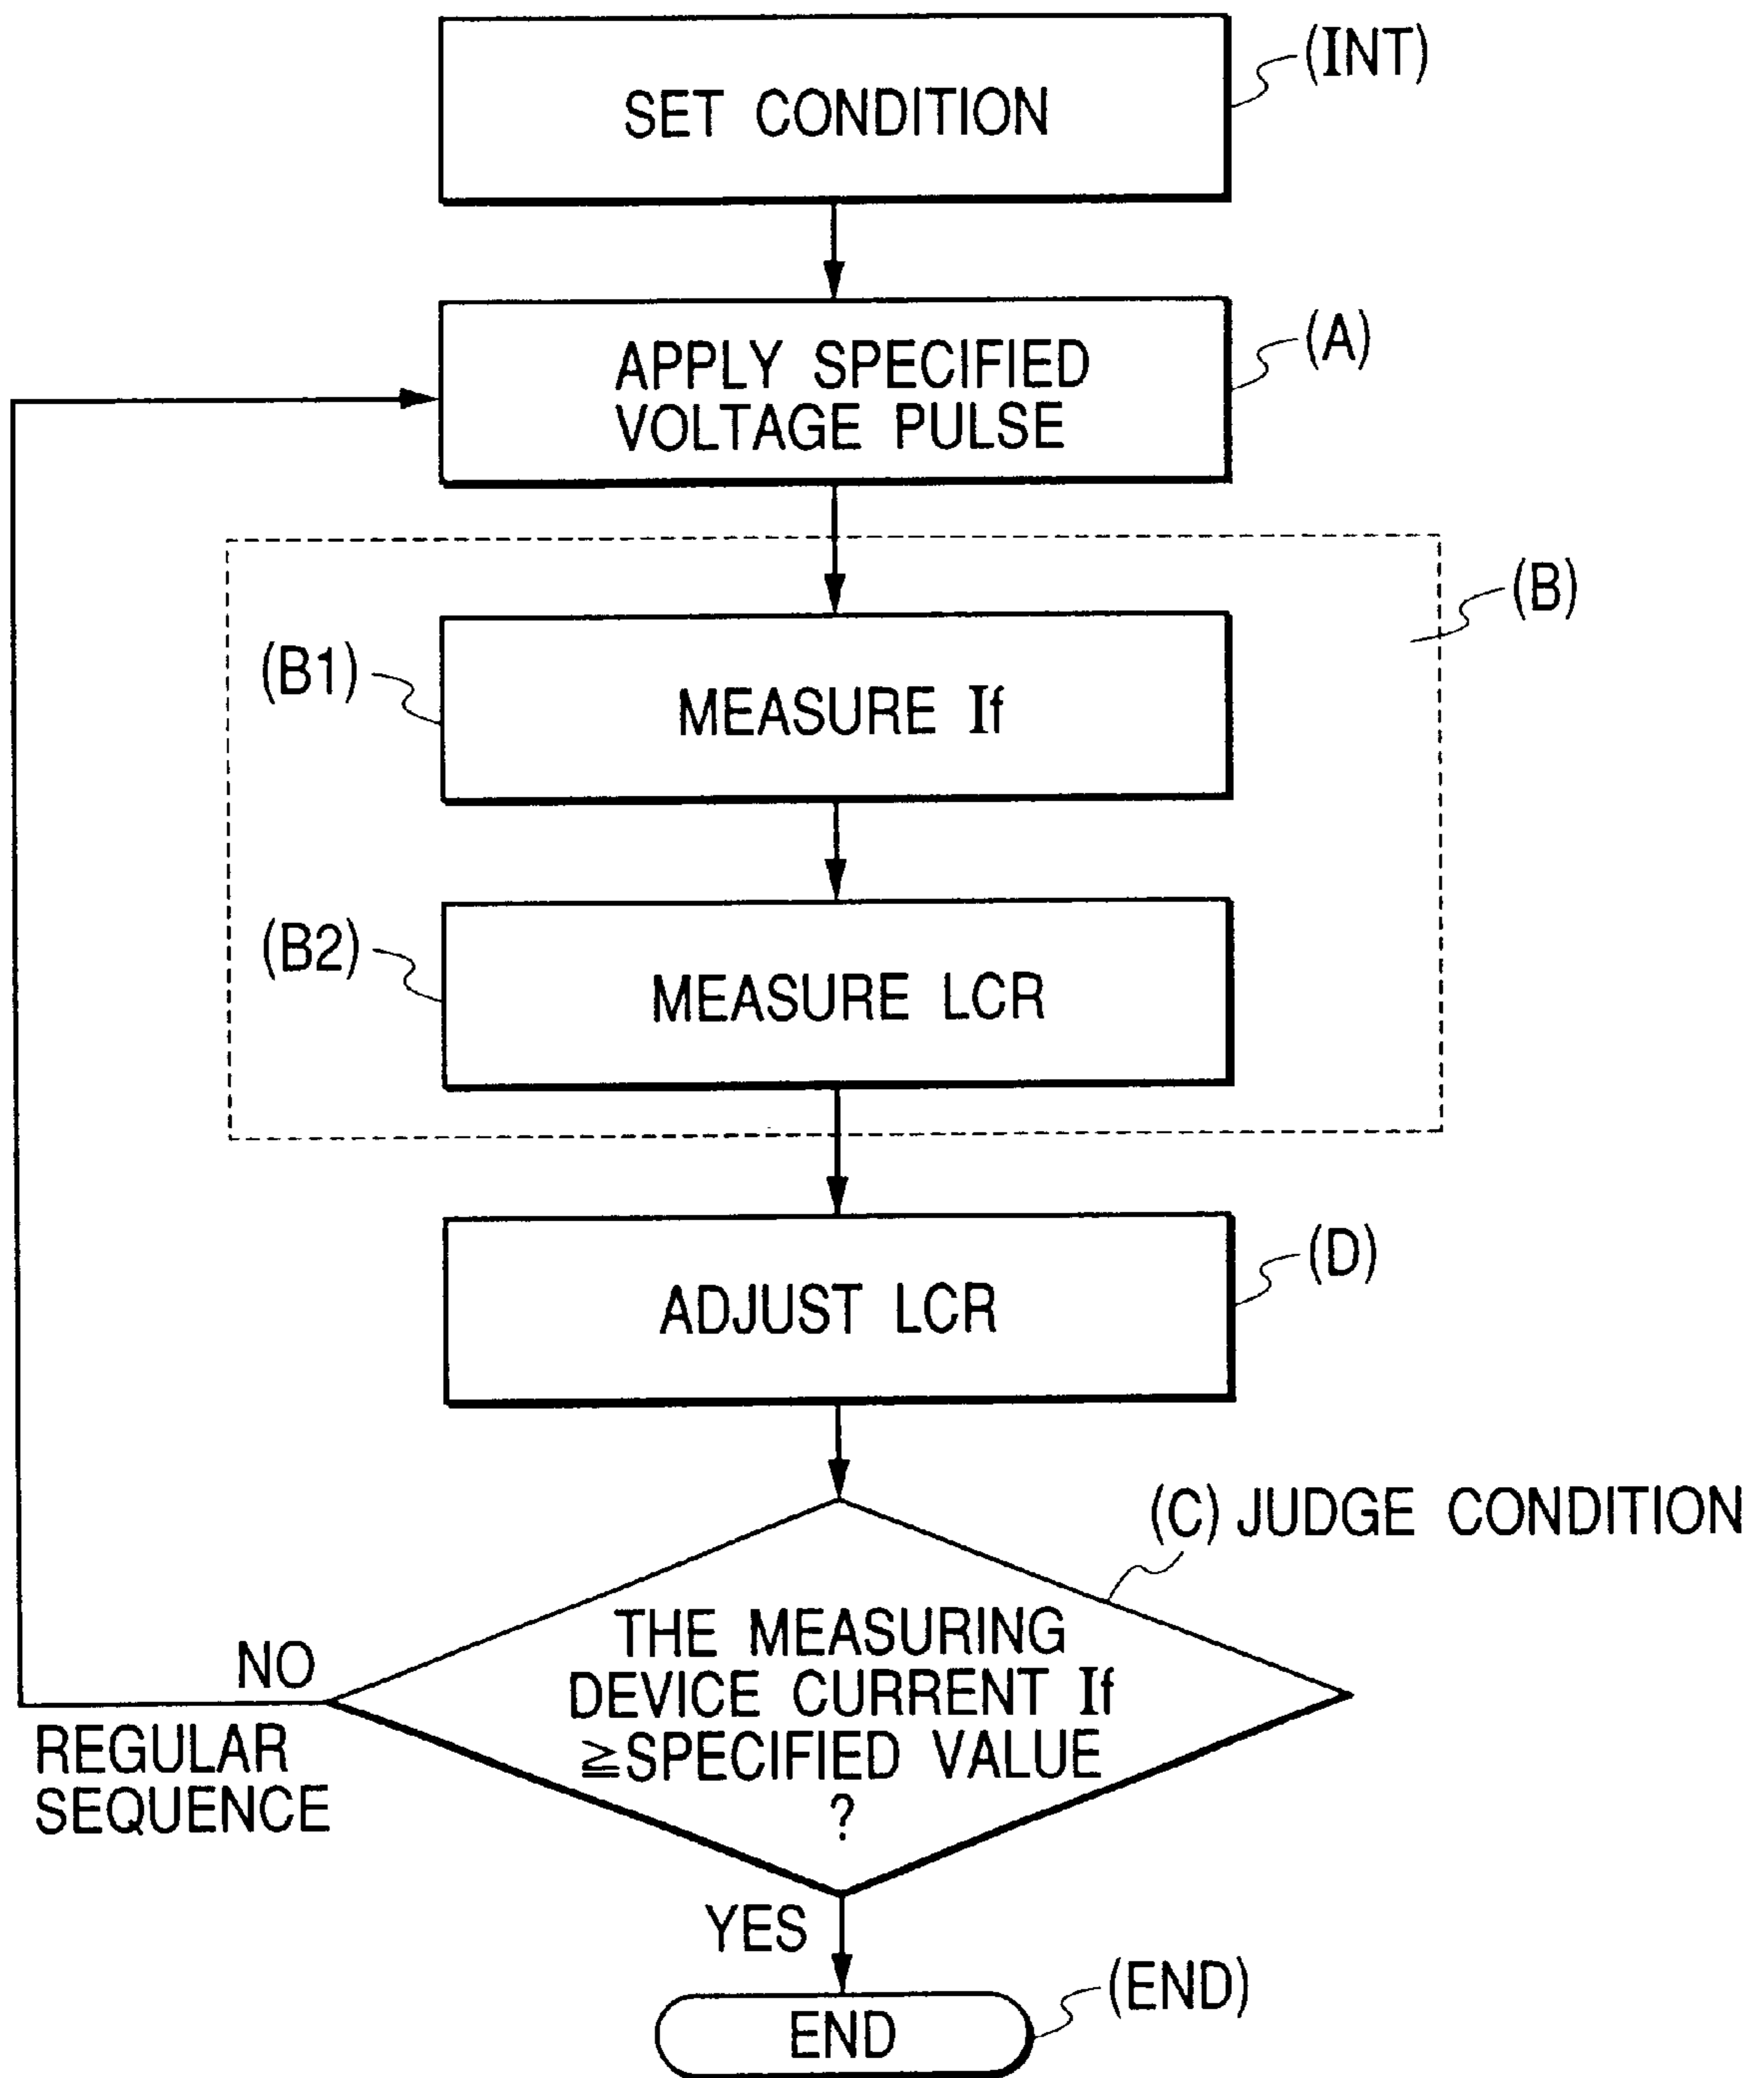 SET CONDITION
(INT)
APPLY SPECIFIED
VOLTAGE PULSE
(A)
(B)
(B1)
MEASURE If
(B2)
MEASURE LCR
ADJUST LCR
(D)
(C) JUDGE CONDITION
THE MEASURING
DEVICE CURRENT If
≧SPECIFIED VALUE
?
NO
REGULAR
SEQUENCE
YES
END
(END)